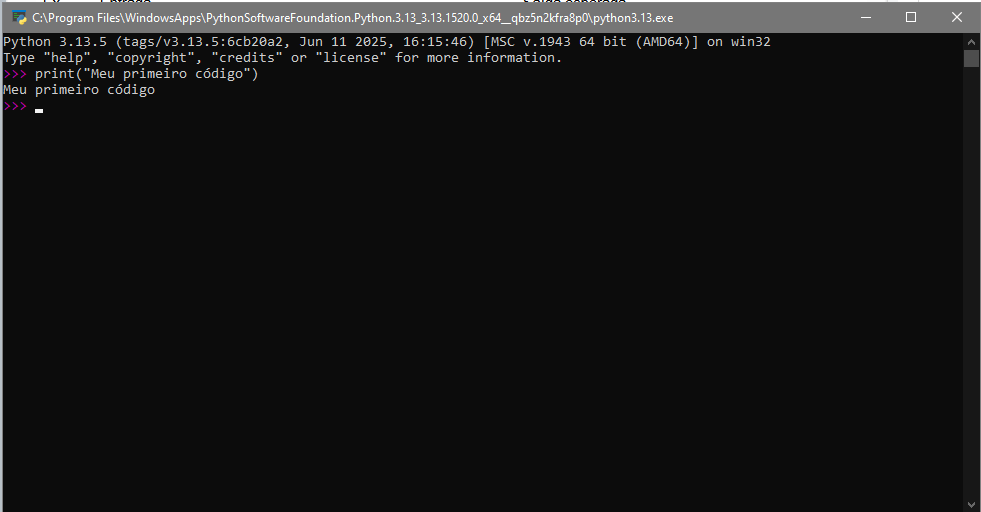 C:\Program Files\WindowsApps\PythonSoftwareFoundation.Python.3.13_3.13.1520.0_x64__qbz5n2kfra8p0\python3.13.exe
Python 3.13.5 (tags/v3.13.5:6cb20a2, Jun 11 2025, 16:15:46) [MSC v.1943 64 bit (AMD64)] on win32
Type "help", "copyright", "credits" or "license" for more information.
>>> print("Meu primeiro código")
Meu primeiro código
>>>